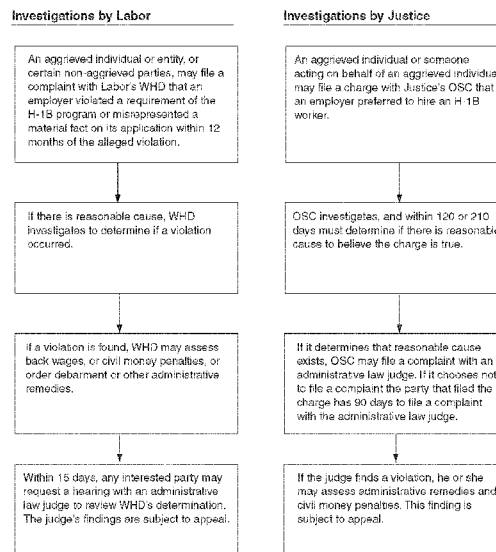 Investigations by Labor
An aggrieved individual or entity, or
certain non-aggrieved parties, may file a
complaint with Labor's WHD that an
employer violated a requirement of the
H-1B program or misrepresented a
material fact on its application within 12
months of the alleged violation.
If there is reasonable cause, WHD
investigates to determine if a violation
occurred.
If a violation is found, WHD may assess
back wages, or civil money penalties, or
order debarment or other administrative
remedies.
Within 15 days, any interested party may
request a hearing with an administrative
law judge to review WHD's determination.
The judge's findings are subject to appeal.
Investigations by Justice
An aggrieved individual or someone
acting on behalf of an aggrieved individual
may file a charge with Justice's OSC that
an employer preferred to hire an H-1B
worker.
OSC investigates, and within 120 or 210
days must determine if there is reasonable
cause to believe the charge is true.
If it determines that reasonable cause
exists, OSC may file a complaint with an
administrative law judge. If it chooses not
to file a complaint the party that filed the
charge has 90 days to file a complaint
with the administrative law judge.
If the judge finds a violation, he or she
may assess administrative remedies and
civil money penalties. This finding is
subject to appeal.